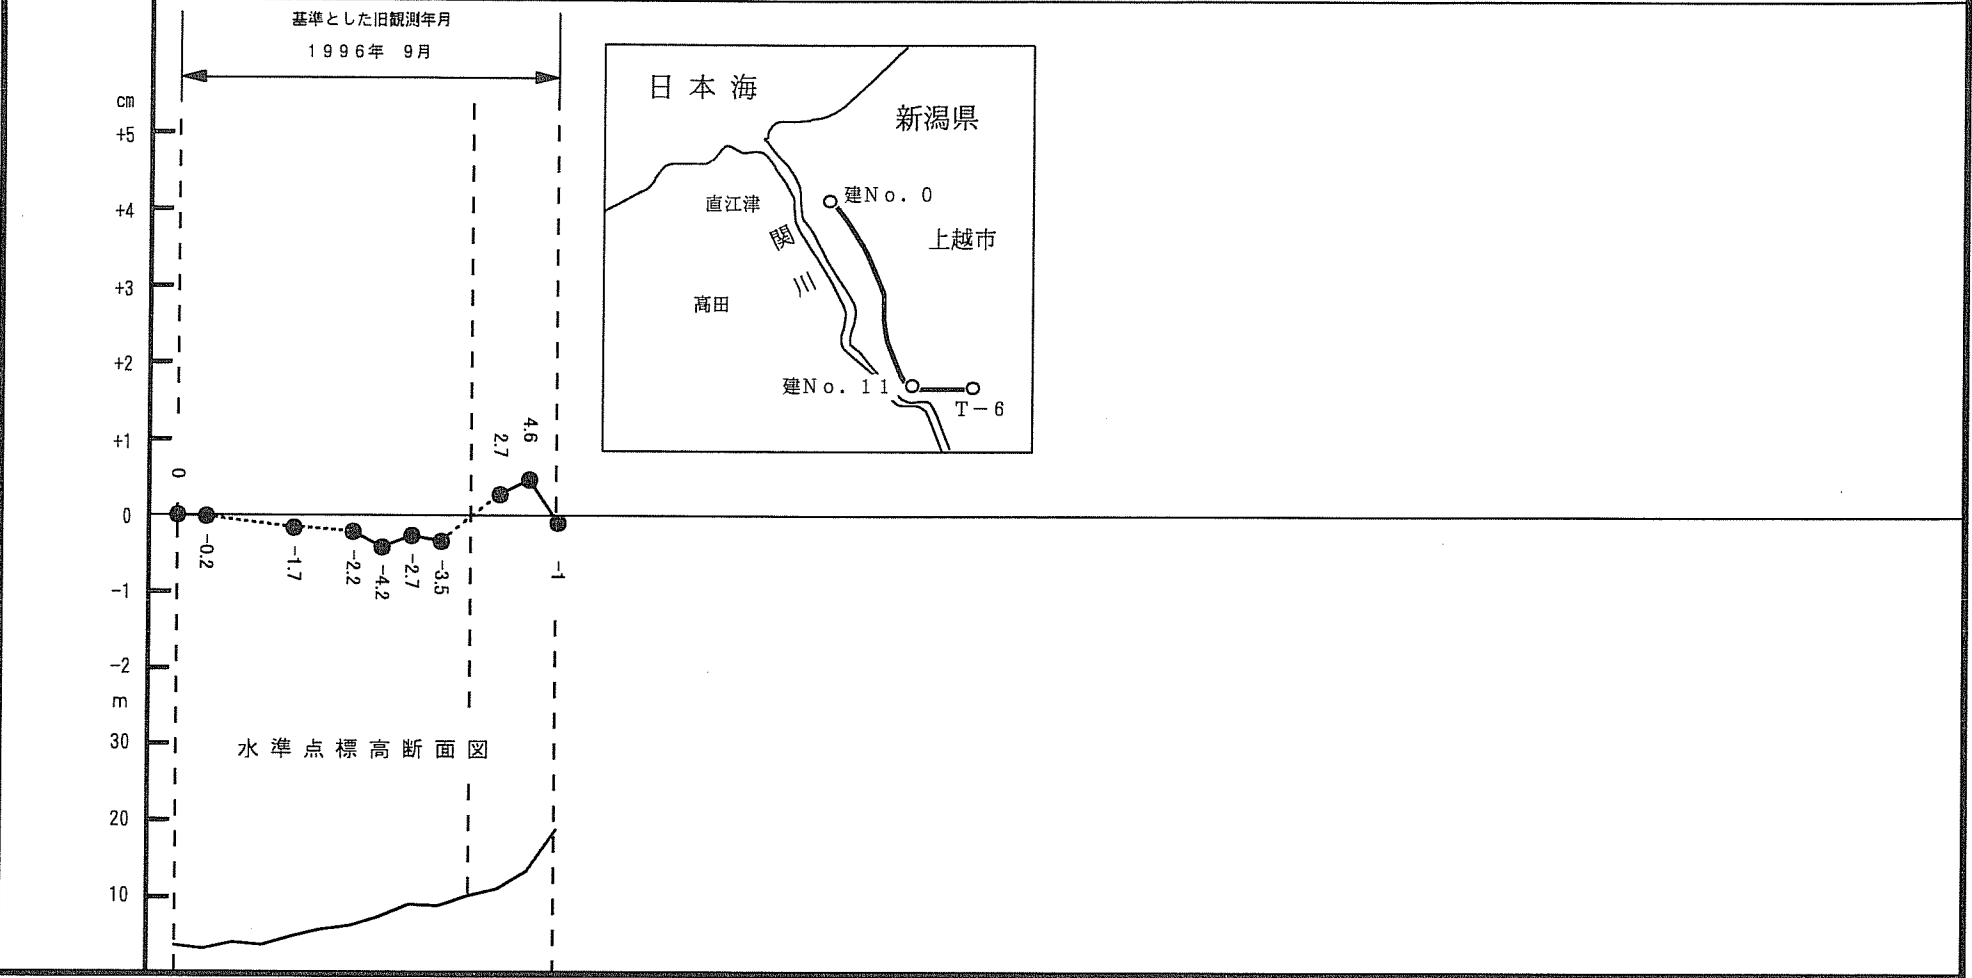 基準とした旧観測年月
1996年 9月
cm
+5
+4
+3
+2
+1
0
-1
-2
m
30
20
10
0
-0.2
-1.7
-2.2
-4.2
-2.7
-3.5
2.7
4.6
-1
水準点標高断面図
日本海
新潟県
直江津
建No.0
関川
上越市
高田
建No.11
T-6